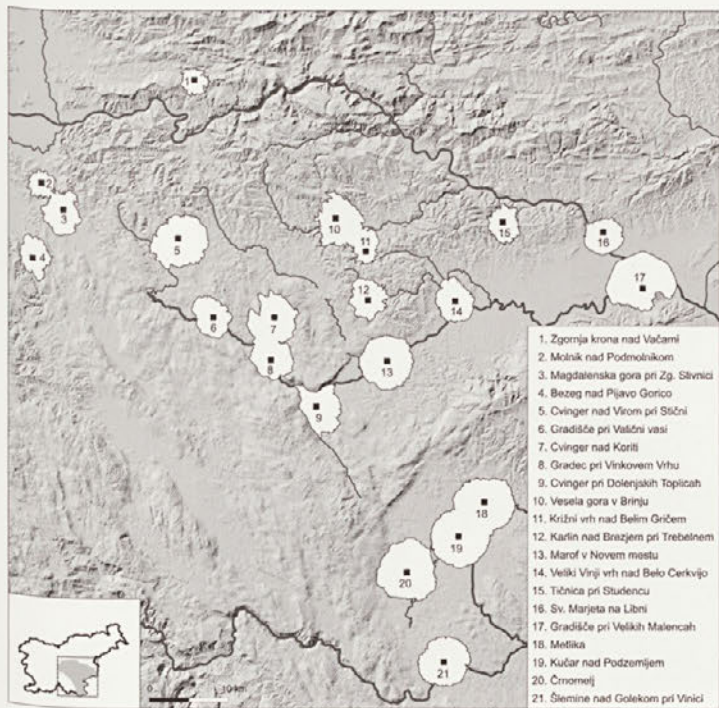 1
2
3
4
5
6
7
8
9
10
11
12
13
14
15
16
17
18
19
20
21
1. Zgornja krona nad Vačami
2. Molnik nad Podmolnikom
3. Magdalenska gora pri Zg. Slivnici
4. Bezeg nad Pijavo Gorico
5. Cvinger nad Virom pri Stični
6. Gradišče pri Valični vasi
7. Cvinger nad Koriti
8. Gradec pri Vinkovem Vrhu
9. Cvinger pri Dolenjskih Toplicah
10. Vesela gora v Brinju
11. Križni vrh nad Belim Gričem
12. Karlin nad Brezjem pri Trebelnem
13. Marof v Novem mestu
14. Veliki Vinji vrh nad Belo Cerkvijo
15. Tičnica pri Studencu
16. Sv. Marjeta na Libni
17. Gradišče pri Velikih Malencah
18. Metlika
19. Kučar nad Podzemljem
20. Črnomelj
21. Šlemine nad Golekom pri Vinici
0 10 km